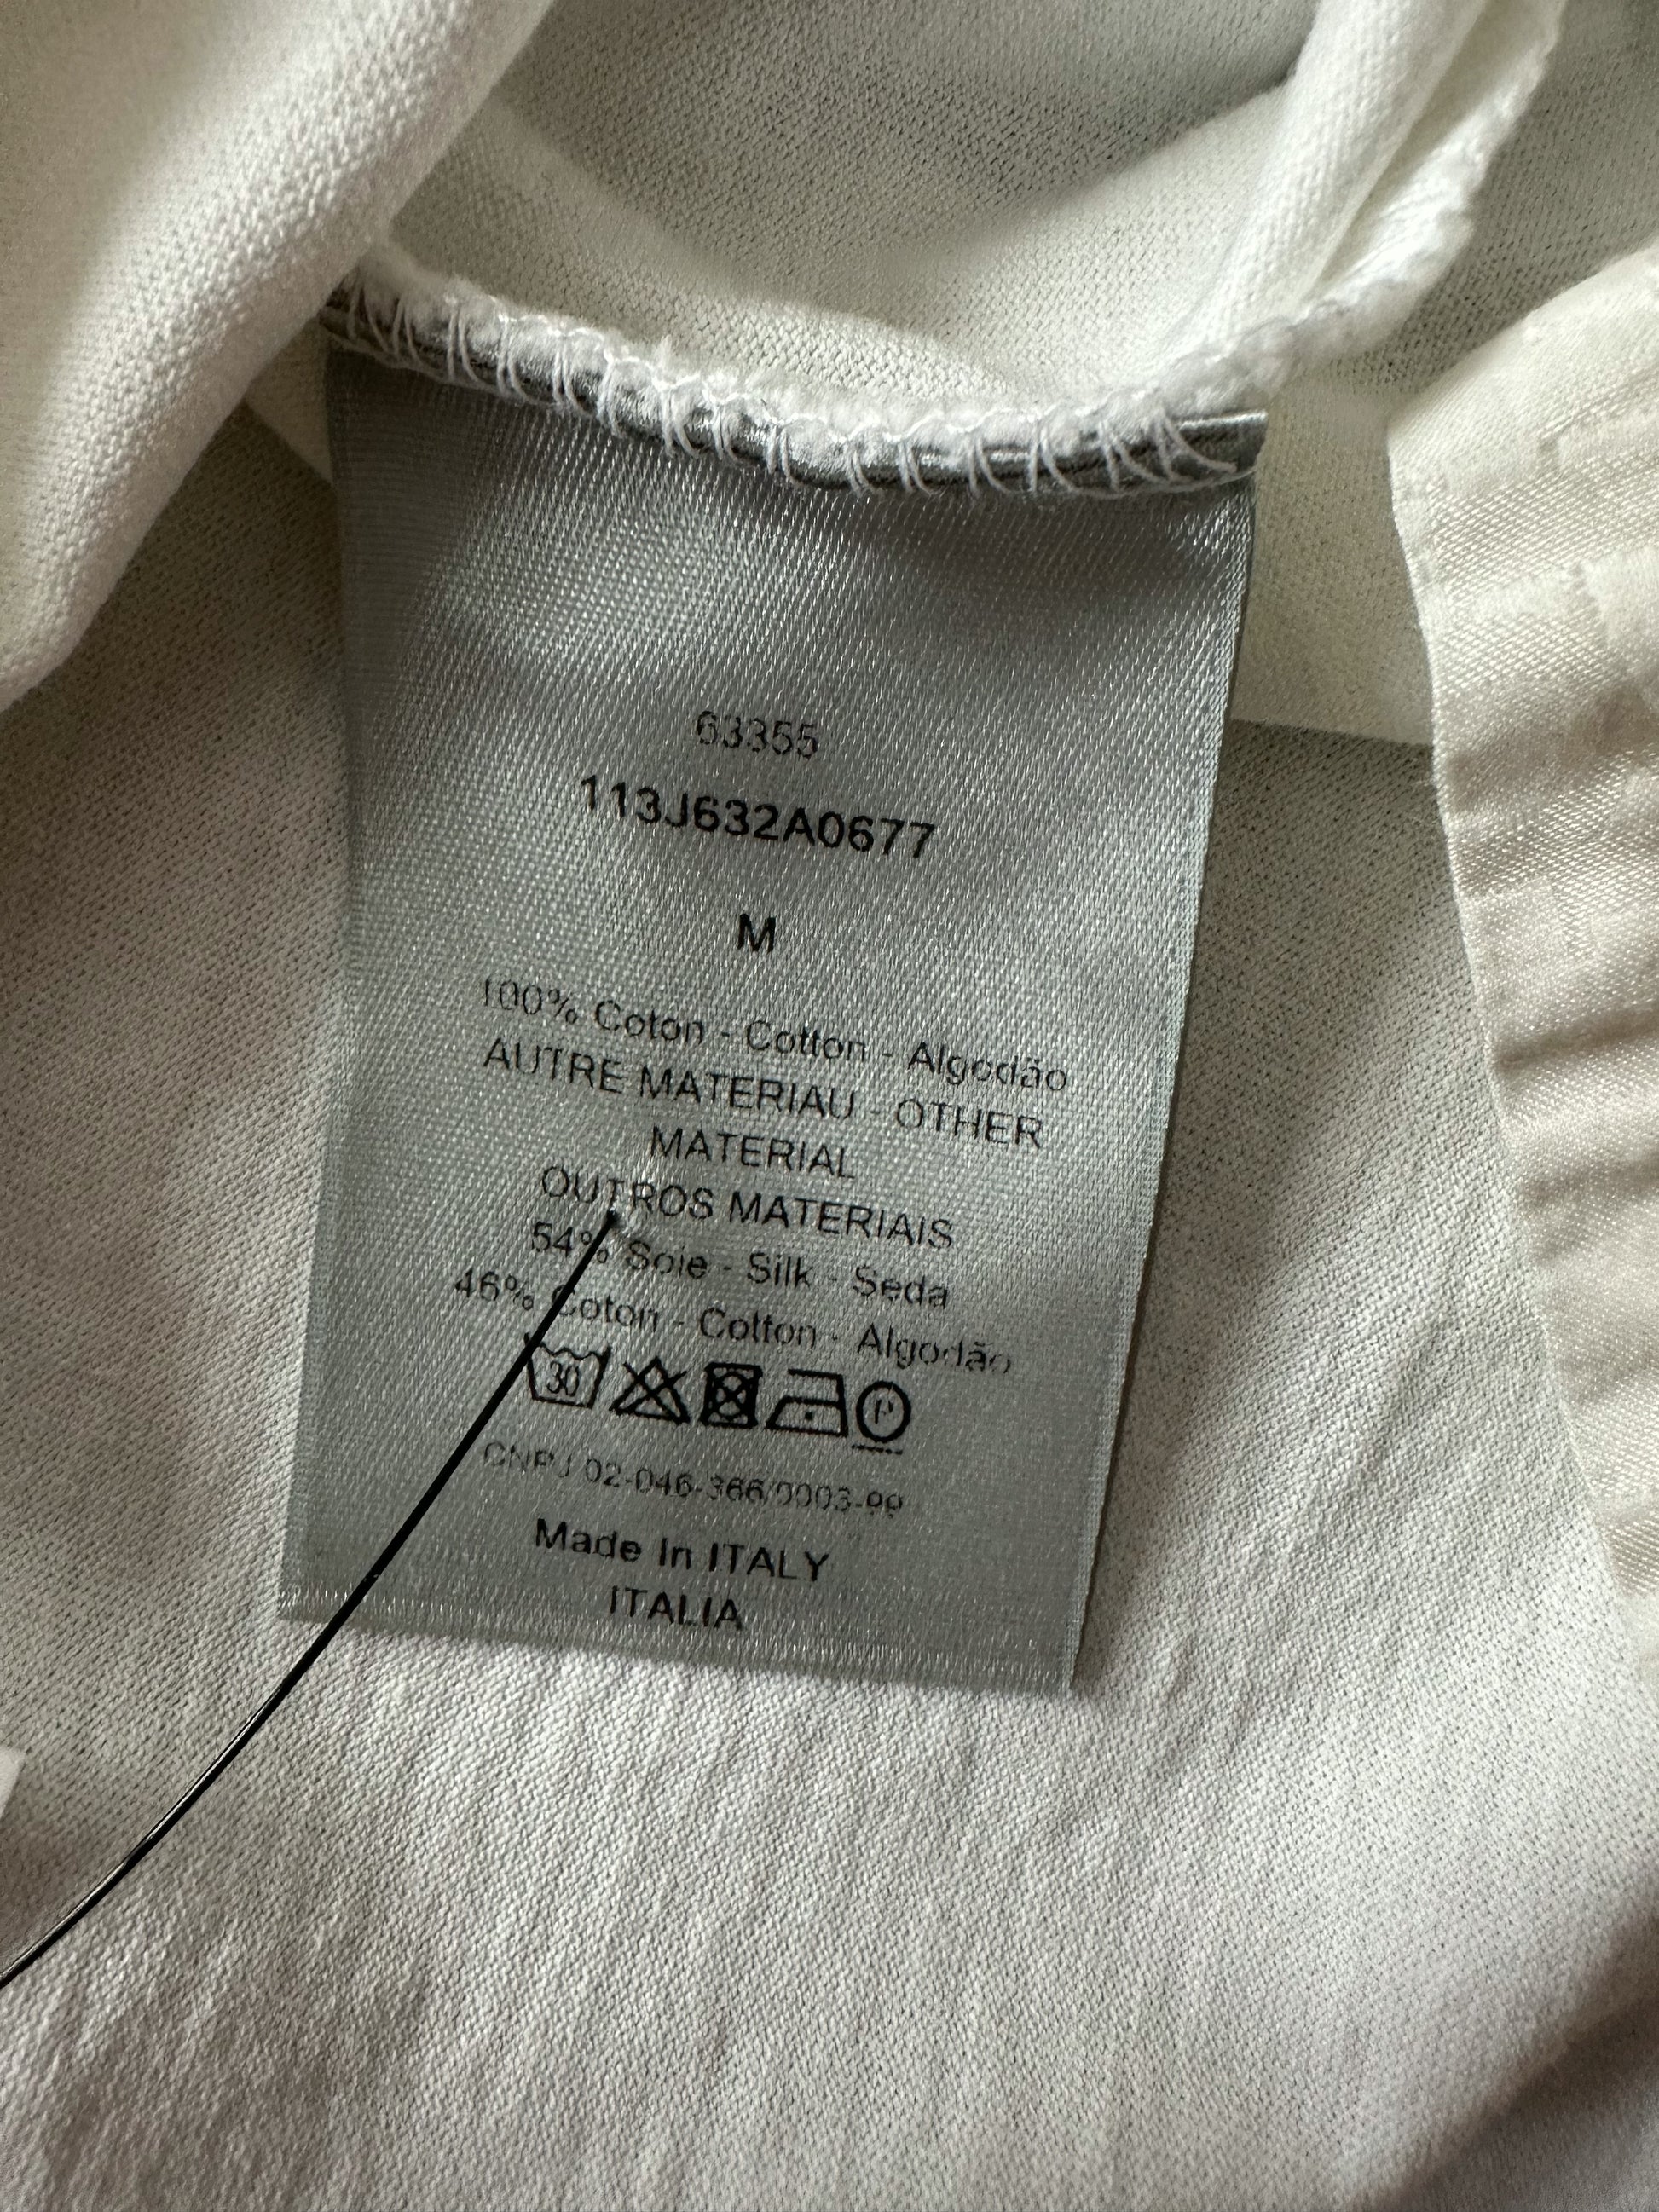 63355
113J632A0677
M
100% Coton - Cotton - Algodão
AUTRE MATERIAU - OTHER
MATERIAL
OUTROS MATERIAIS
54% Soie - Silk - Seda
46% Coton - Cotton - Algodão
30 P
CNPJ 02-046-366/0003-99
Made In ITALY
ITALIA